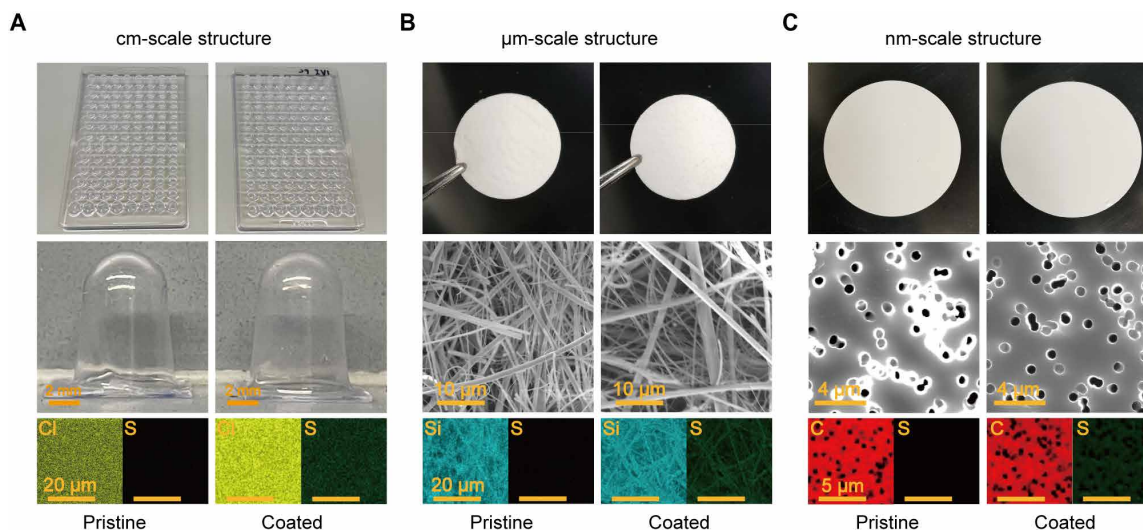 A
cm-scale structure
B
µm-scale structure
C
nm-scale structure
2 mm
2 mm
10 µm
10 µm
4 µm
4 µm
Cl
S
Cl
S
Si
S
Si
S
C
S
C
S
20 µm
20 µm
5 µm
Pristine
Coated
Pristine
Coated
Pristine
Coated